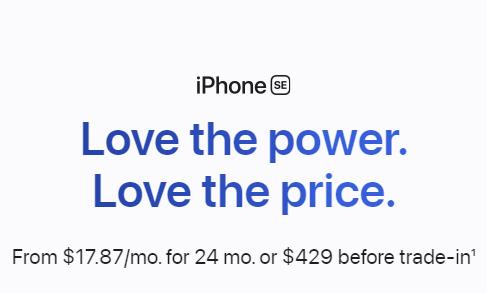 iPhone SE
Love the power.
Love the price.
From $17.87/mo. for 24 mo. or $429 before trade-in¹